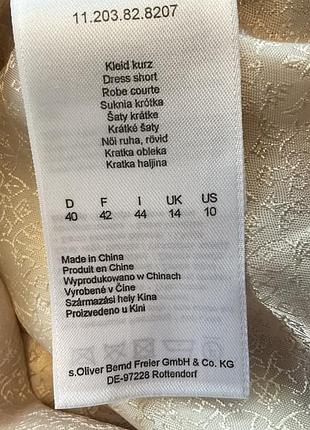 11.203.82.8207
Kleid kurz
Dress short
Robe courte
Suknia krótka
Šaty krátke
Krátké šaty
Női ruha, rövid
Kratka obleka
Kratka haljina
D F I UK US
40 42 44 14 10
Made in China
Produit en Chine
Wyprodukowano w Chinach
Vyrobené v Číne
Származási hely Kína
Proizvedeno u Kini
s.Oliver Bernd Freier GmbH & Co. KG
DE-97228 Rottendorf